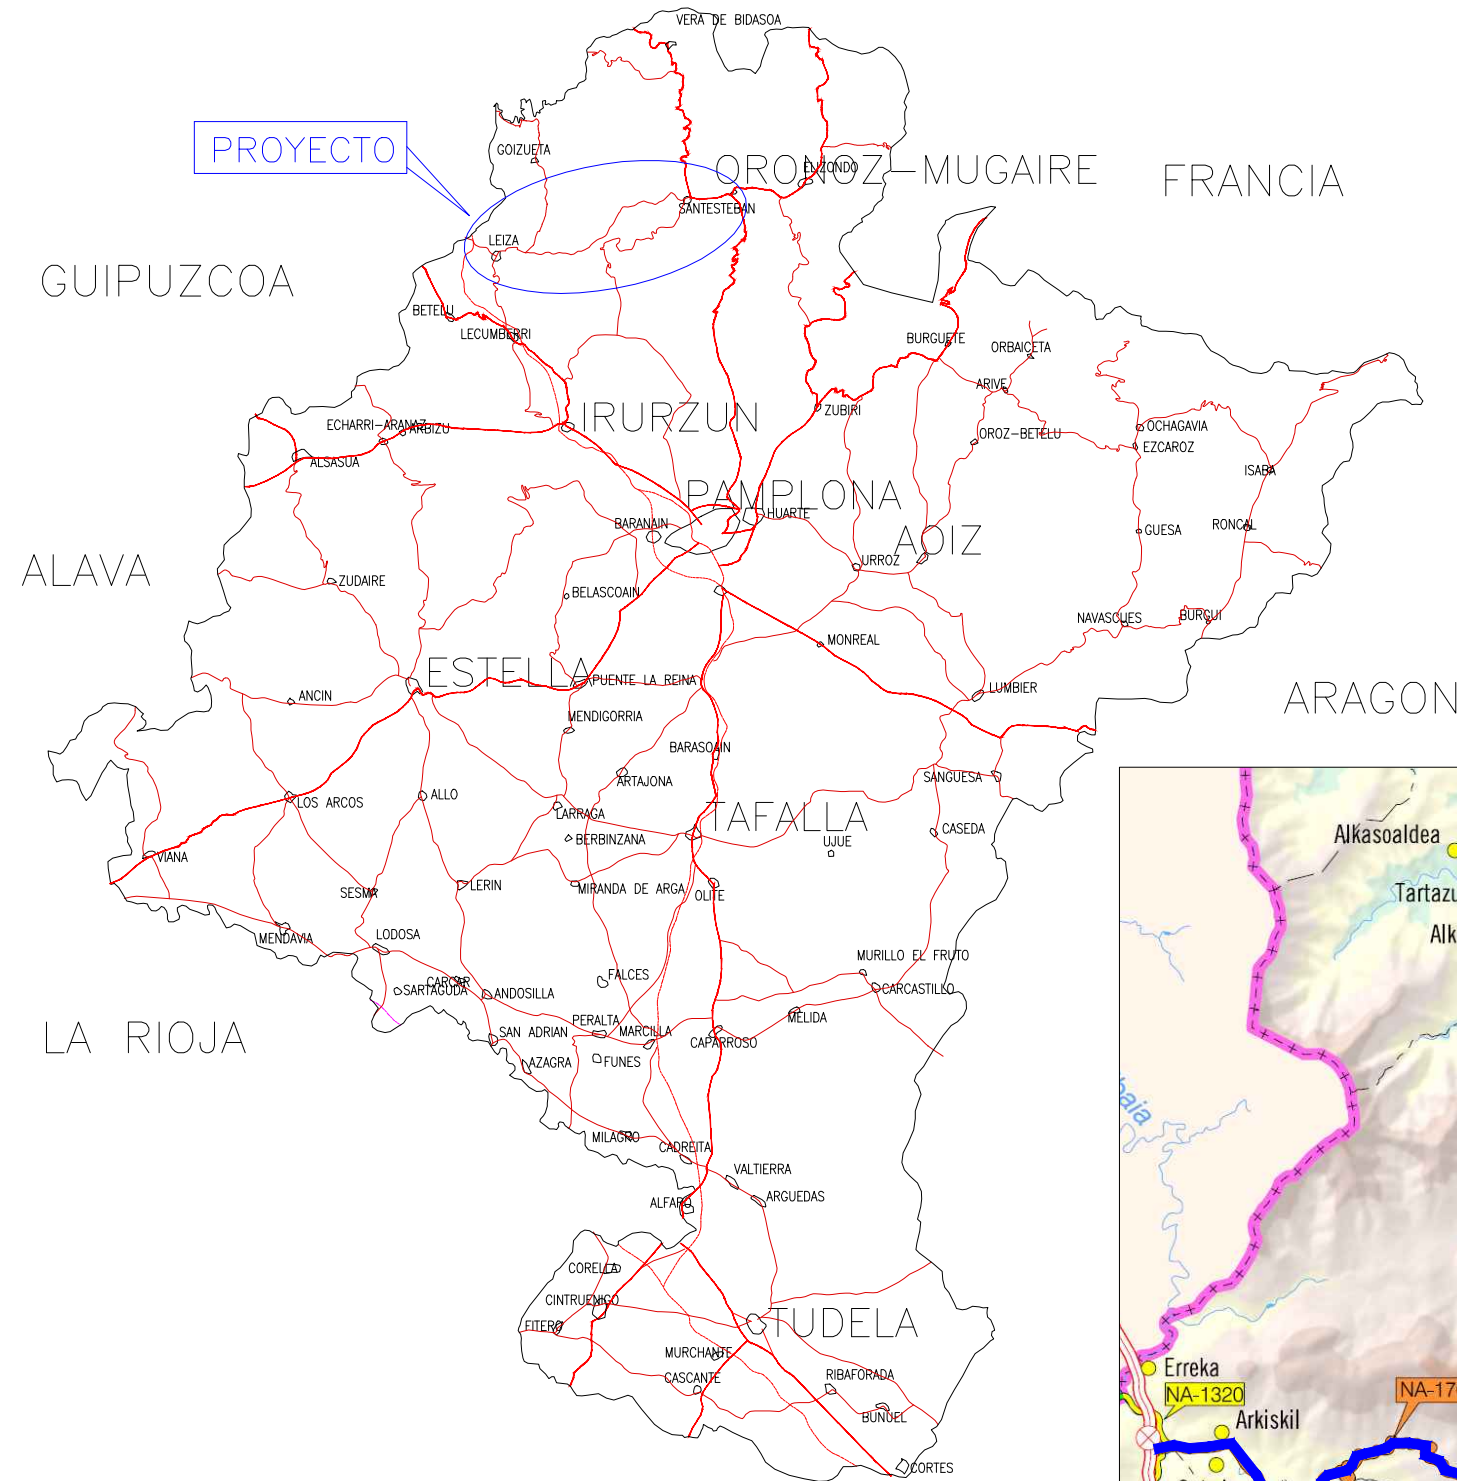 VERA DE BIDASOA
PROYECTO
GOIZUETA
ORONOZ-MUGAIRE
FRANCIA
SANTESTEBAN
LEIZA
GUIPUZCOA
BETELU
LECUMBERRI
BURGUETE
ORBAICETA
ARIVE
ZUBIRI
IRURZUN
ECHARRI-ARANAZ
ARBIZU
OCHAGAVIA
OROZ-BETELU
EZCAROZ
ALSASUA
ISABA
PAMPLONA
HUARTE
BARANAIN
GUESA
RONCAL
AOIZ
URROZ
ALAVA
ZUDAIRE
BELASCOAIN
NAVASCUES
BURGUI
MONREAL
ESTELLA
PUENTE LA REINA
LUMBIER
ANCIN
ARAGON
MENDIGORRIA
BARASOAIN
ARTAJONA
SANGUESA
LOS ARCOS
ALLO
LARRAGA
TAFALLA
BERBINZANA
UJUE
CASEDA
VIANA
SESMA
LERIN
MIRANDA DE ARGA
OLITE
MENDAVIA
LODOSA
MURILLO EL FRUTO
FALCES
CARCAR
SARTAGUDA
ANDOSILLA
CARCASTILLO
MELIDA
LA RIOJA
SAN ADRIAN
PERALTA
MARCILLA
CAPARROSO
AZAGRA
FUNES
MILAGRO
CADREITA
VALTIERRA
ALFARO
ARGUEDAS
CORELLA
CINTRUENIGO
FITERO
TUDELA
MURCHANTE
CASCANTE
RIBAFORADA
BUÑUEL
CORTES
Alkasoaldea
Tartazu
Alk
baia
Erreka
NA-1320
NA-17
Arkiskil